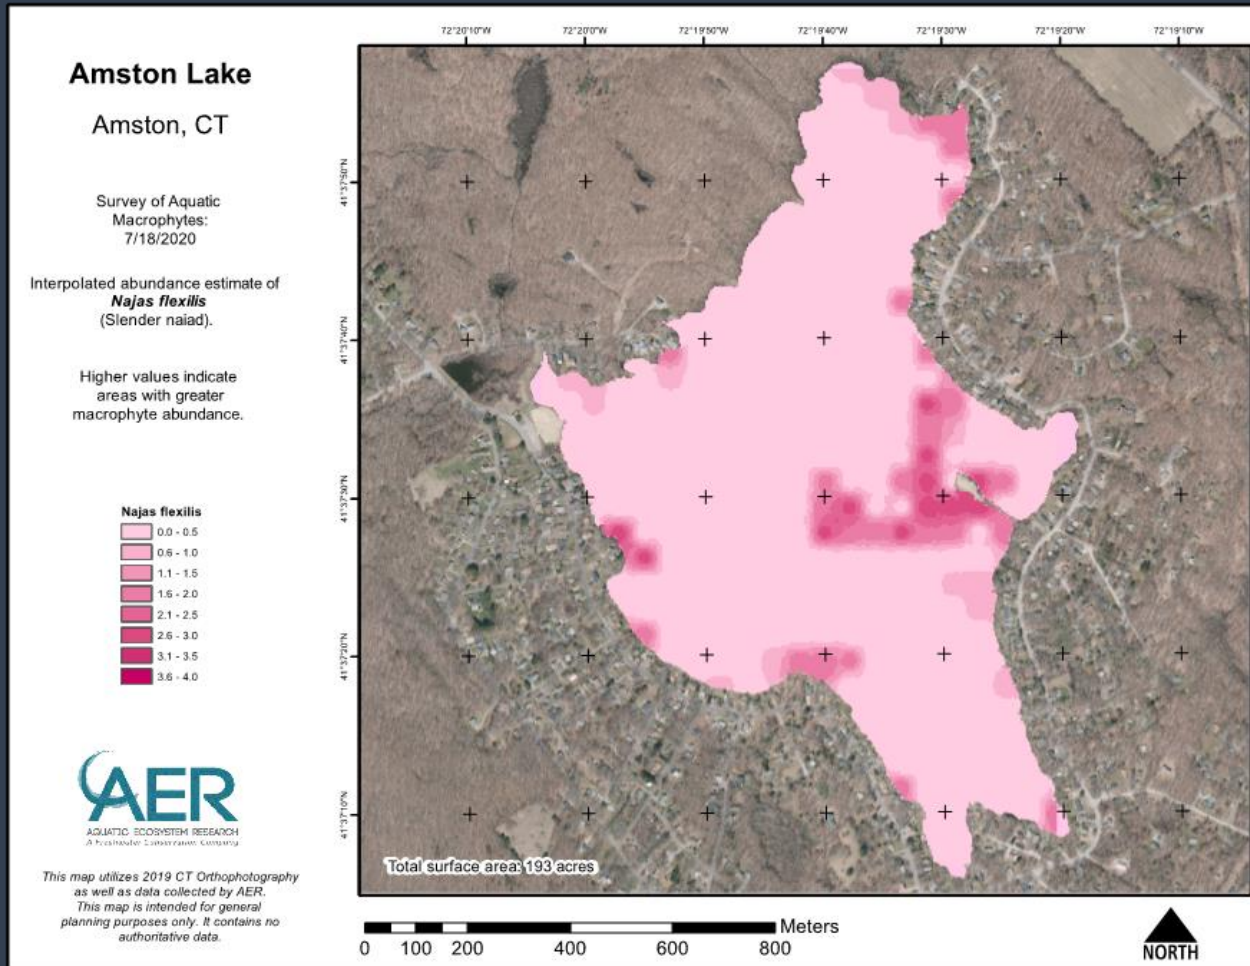 Amston Lake
Amston, CT
Survey of Aquatic
Macrophytes:
7/18/2020
Interpolated abundance estimate of
Najas flexilis
(Slender naiad).
Higher values indicate
areas with greater
macrophyte abundance.
Najas flexilis
0.0 - 0.5
0.6 - 1.0
1.1 - 1.5
1.6 - 2.0
2.1 - 2.5
2.6 - 3.0
3.1 - 3.5
3.6 - 4.0
AER
AQUATIC ECOSYSTEM RESEARCH
A Freshwater Conservation Company
This map utilizes 2019 CT Orthophotography
as well as data collected by AER.
This map is intended for general
planning purposes only. It contains no
authoritative data.
72°20'10"W 72°20'0"W 72°19'50"W 72°19'40"W 72°19'30"W 72°19'20"W 72°19'10"W
41°37'50"N
41°37'40"N
41°37'30"N
41°37'20"N
41°37'10"N
Total surface area: 193 acres
Meters
0 100 200 400 600 800
NORTH